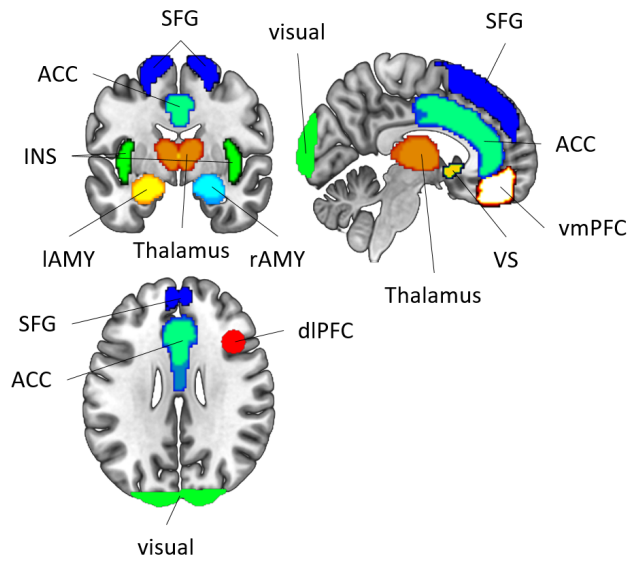 SFG
ACC
INS
lAMY
Thalamus
rAMY
visual
SFG
ACC
vmPFC
VS
Thalamus
SFG
ACC
dlPFC
visual